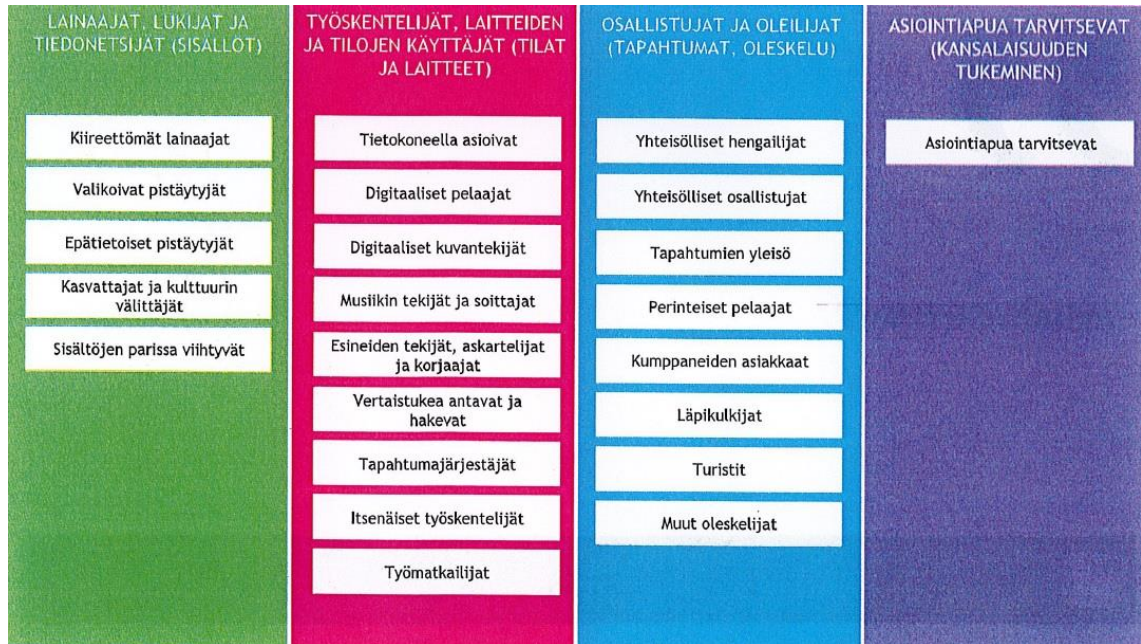 LAINAAJAT, LUKIJAT JA
TIEDONETSIJÄT (SISÄLLÖT)
Kiireettömät lainaajat
Valikoivat pistäytyjät
Epätietoiset pistäytyjät
Kasvattajat ja kulttuurin
välittäjät
Sisältöjen parissa viihtyvät
TYÖSKENTELIJÄT, LAITTEIDEN
JA TILOJEN KÄYTTÄJÄT (TILAT
JA LAITTEET)
Tietokoneella asioivat
Digitaaliset pelaajat
Digitaaliset kuvantekijät
Musiikin tekijät ja soittajat
Esineiden tekijät, askartelijat
ja korjaajat
Vertaistukea antavat ja
hakevat
Tapahtumajärjestäjät
Itsenäiset työskentelijät
Työmatkailijat
OSALLISTUJAT JA OLEILIJAT
(TAPAHTUMAT, OLESKELU)
Yhteisölliset hengailijat
Yhteisölliset osallistujat
Tapahtumien yleisö
Perinteiset pelaajat
Kumppaneiden asiakkaat
Läpikulkijat
Turistit
Muut oleskelijat
ASIOINTIAPUA TARVITSEVAT
(KANSALAISUUDEN
TUKEMINEN)
Asiointiapua tarvitsevat